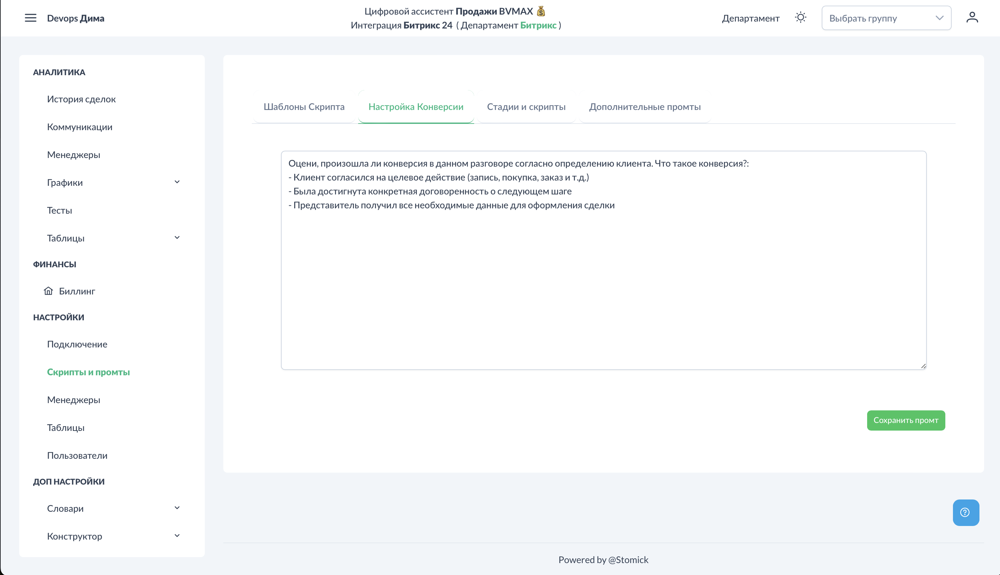 Devops Дима
Цифровой ассистент Продажи BVMAX 💰
Интеграция Битрикс 24 ( Департамент Битрикс )
Департамент
Выбрать группу
АНАЛИТИКА
История сделок
Коммуникации
Менеджеры
Графики
Тесты
Таблицы
ФИНАНСЫ
Биллинг
НАСТРОЙКИ
Подключение
Скрипты и промты
Менеджеры
Таблицы
Пользователи
ДОП НАСТРОЙКИ
Словари
Конструктор
Шаблоны Скрипта
Настройка Конверсии
Стадии и скрипты
Дополнительные промты
Оцени, произошла ли конверсия в данном разговоре согласно определению клиента. Что такое конверсия?:
- Клиент согласился на целевое действие (запись, покупка, заказ и т.д.)
- Была достигнута конкретная договоренность о следующем шаге
- Представитель получил все необходимые данные для оформления сделки
Сохранить промт
Powered by @Stomick